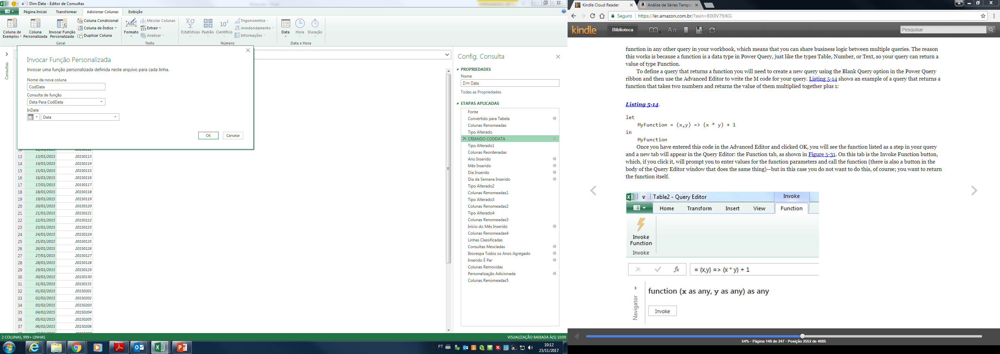 Dim Data - Editor de Consultas
Página Inicial
Transformar
Adicionar Colunas
Exibição
Coluna de Exemplos
Coluna Personalizada
Invocar Função Personalizada
Coluna Condicional
Coluna de Índice
Duplicar Coluna
Geral
Formato
Mesclar Colunas
Extrair
Analisar
Texto
Estatísticas
Padrão
Científico
Trigonometria
Arredondamento
Informações
Número
Data
Hora
Duração
Data e Hora
Consultas
Invocar Função Personalizada
Invocar uma função personalizada definida neste arquivo para cada linha.
Nome da nova coluna
CodData
Consulta de função
Data Para CodData
InDate
Data
OK
Cancelar
12 12/01/2015 20150112
13 13/01/2015 20150113
14 14/01/2015 20150114
15 15/01/2015 20150115
16 16/01/2015 20150116
17 17/01/2015 20150117
18 18/01/2015 20150118
19 19/01/2015 20150119
20 20/01/2015 20150120
21 21/01/2015 20150121
22 22/01/2015 20150122
23 23/01/2015 20150123
24 24/01/2015 20150124
25 25/01/2015 20150125
26 26/01/2015 20150126
27 27/01/2015 20150127
28 28/01/2015 20150128
29 29/01/2015 20150129
30 30/01/2015 20150130
31 31/01/2015 20150131
32 01/02/2015 20150201
33 02/02/2015 20150202
34 03/02/2015 20150203
35 04/02/2015 20150204
36 05/02/2015 20150205
37 06/02/2015 20150206
Config. Consulta
PROPRIEDADES
Nome
Dim Data
Todas as Propriedades
ETAPAS APLICADAS
Fonte
Convertido para Tabela
Colunas Renomeadas
Tipo Alterado
CRIANDO CODDATA
Tipo Alterado1
Colunas Reordenadas
Ano Inserido
Mês Inserido
Dia Inserido
Dia da Semana Inserido
Tipo Alterado2
Colunas Renomeadas1
Tipo Alterado3
Colunas Renomeadas2
Tipo Alterado4
Colunas Renomeadas3
Início do Mês Inserido
Colunas Renomeadas4
Linhas Classificadas
Consultas Mescladas
Ibovespa Todos os Anos Agregado
Inserido É Par
Colunas Removidas
Personalização Adicionada
Colunas Renomeadas5
2 COLUNAS, 999+ LINHAS
VISUALIZAÇÃO BAIXADA À(S) 10:09
PT
10:12
23/11/2017
Kindle Cloud Reader
Análise de Séries Tempo
Seguro
https://ler.amazon.com.br/?asin=B00IV79JKG
kindle
Biblioteca
Aa
Pesquisar
function in any other query in your workbook, which means that you can share business logic between multiple queries. The reason
this works is because a function is a data type in Power Query, just like the types Table, Number, or Text, so your query can return a
value of type Function.
To define a query that returns a function you will need to create a new query using the Blank Query option in the Power Query
ribbon and then use the Advanced Editor to write the M code for your query. Listing 5-14 shows an example of a query that returns a
function that takes two numbers and returns the value of them multiplied together plus 1:
Listing 5-14.
let
MyFunction = (x,y) => (x * y) + 1
in
MyFunction
Once you have entered this code in the Advanced Editor and clicked OK, you will see the function listed as a step in your query
and a new tab will appear in the Query Editor: the Function tab, as shown in Figure 5-31. On this tab is the Invoke Function button,
which, if you click it, will prompt you to enter values for the function parameters and call the function (there is also a button in the
body of the Query Editor window that does the same thing)—but in this case you do not want to do this, of course; you want to return
the function itself.
Table2 - Query Editor
Invoke
Home
Transform
Insert
View
Function
Invoke
Function
Invoke
fx
= (x,y) => (x * y) + 1
Navigator
function (x as any, y as any) as any
Invoke
54% · Página 140 de 247 · Posição 2552 de 4685